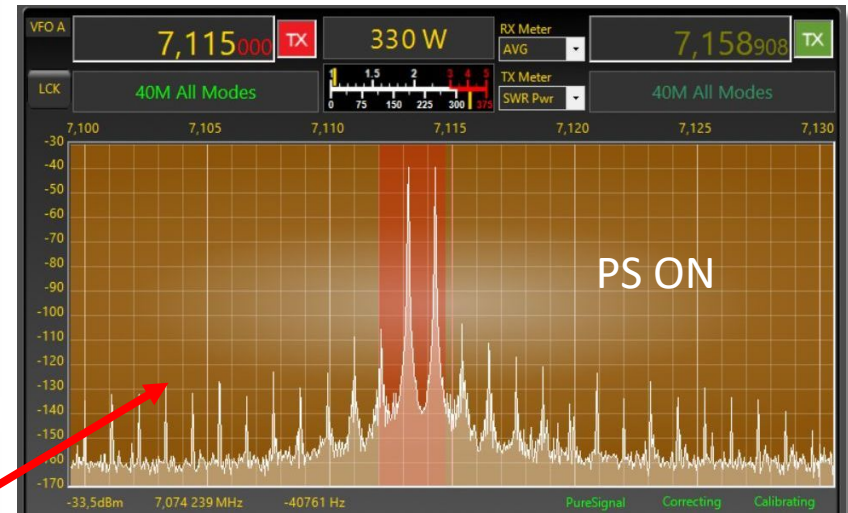 VFO A
7,115000 TX
330 W
RX Meter
AVG
7,158908 TX
LCK
40M All Modes
1 1.5 2 3 4 5
0 75 150 225 300 375
TX Meter
SWR Pwr
40M All Modes
7,100 7,105 7,110 7,115 7,120 7,125 7,130
-30
-40
-50
-60
-70
-80
-90
-100
-110
-120
-130
-140
-150
-160
-170
PS ON
-33,5dBm 7,074 239 MHz -40761 Hz PureSignal Correcting Calibrating